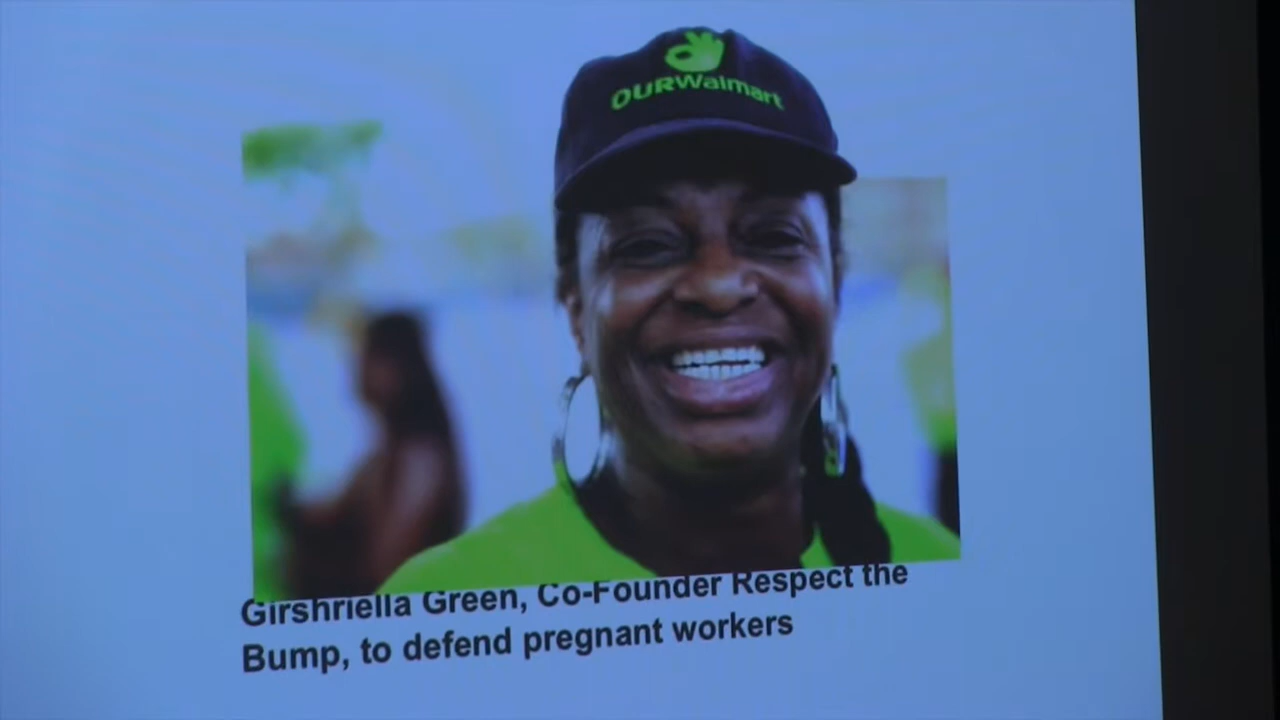 OURWalmart
Girshriella Green, Co-Founder Respect the
Bump, to defend pregnant workers